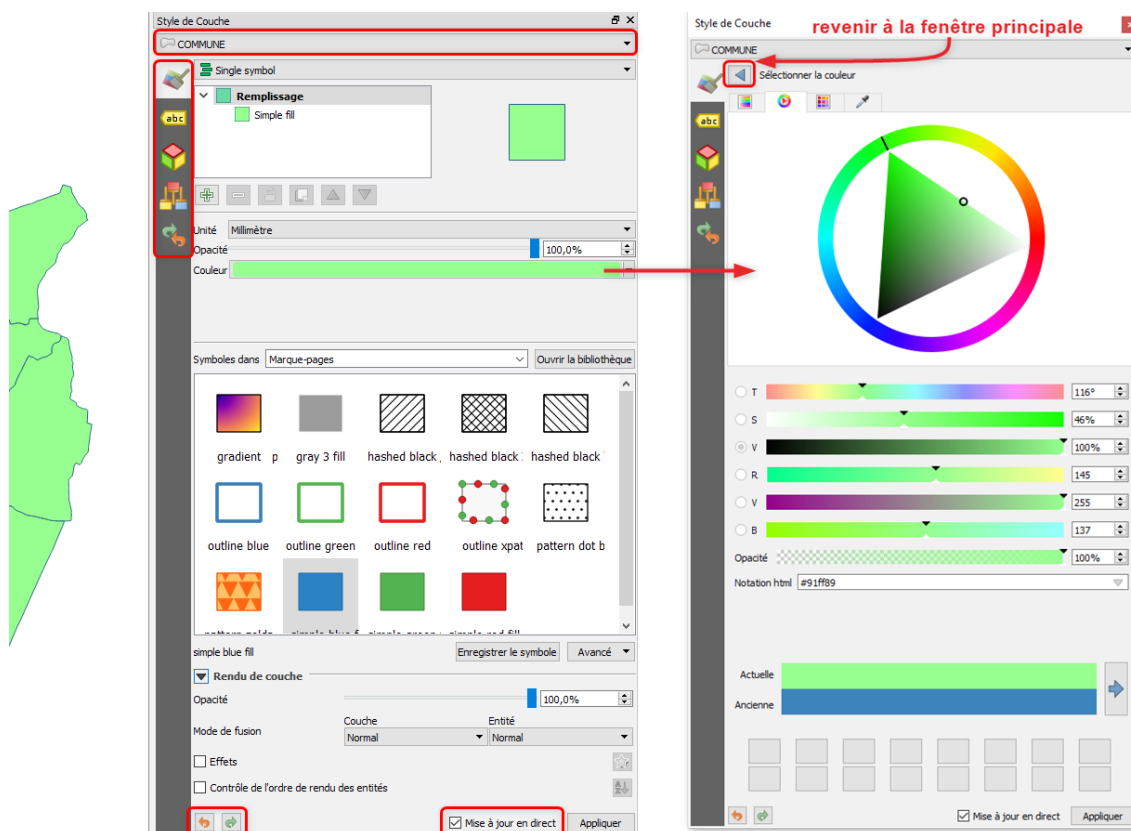 Style de Couche
COMMUNE
Single symbol
Remplissage
Simple fill
abc
Unité Millimètre
Opacité 100,0%
Couleur
Symboles dans Marque-pages Ouvrir la bibliothèque
gradient p gray 3 fill hashed black hashed black hashed black
outline blue outline green outline red outline xpat pattern dot b
simple blue fill Enregistrer le symbole Avancé
Rendu de couche
Opacité 100,0%
Couche Entité
Mode de fusion Normal Normal
Effets
Contrôle de l'ordre de rendu des entités
Mise à jour en direct Appliquer
Style de Couche
revenir à la fenêtre principale
COMMUNE
Sélectionner la couleur
abc
T 116°
S 46%
V 100%
R 145
V 255
B 137
Opacité 100%
Notation html #91ff89
Actuelle
Ancienne
Mise à jour en direct Appliquer